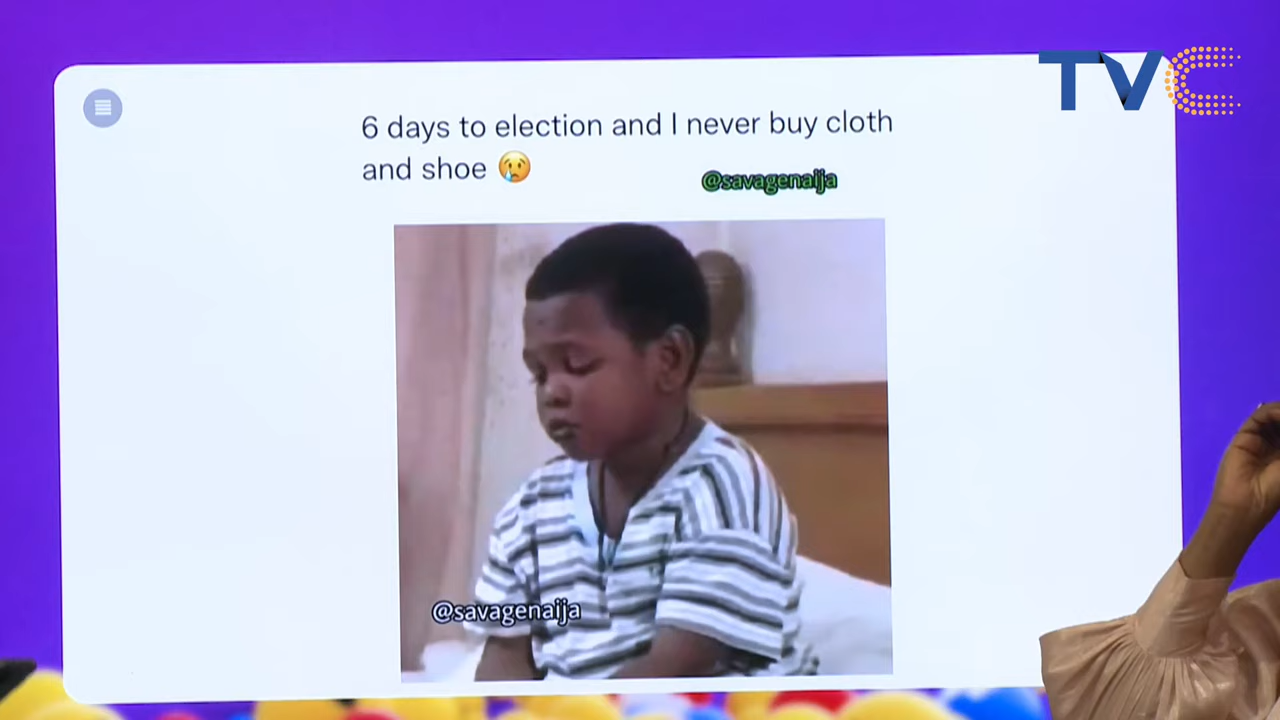 TVC
6 days to election and I never buy cloth
and shoe 😢
@savagenaija
@savagenaija